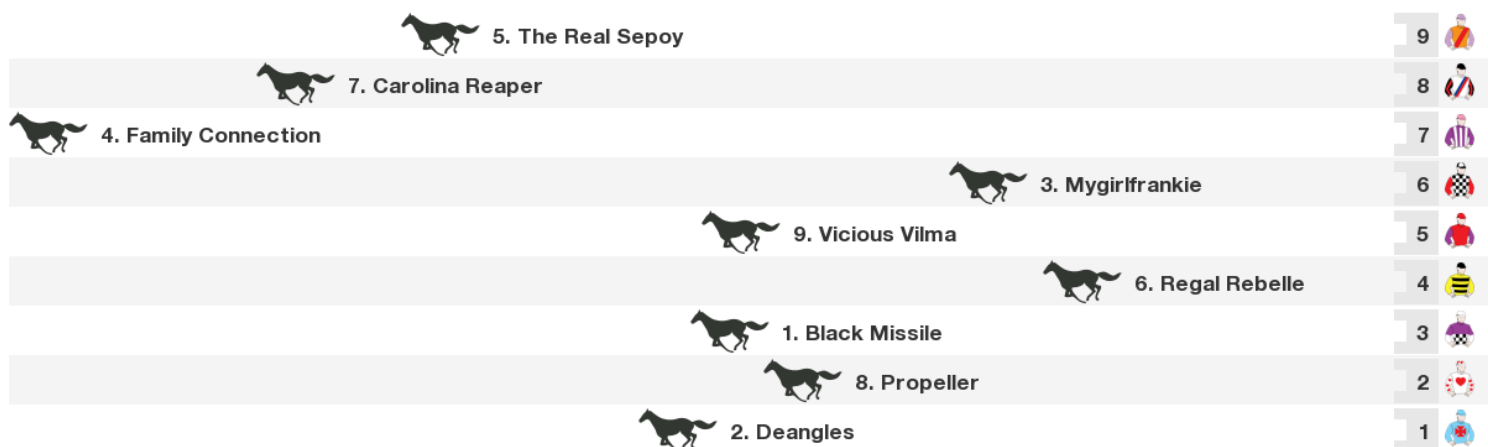 5. The Real Sepoy 9
7. Carolina Reaper 8
4. Family Connection 7
3. Mygirlfrankie 6
9. Vicious Vilma 5
6. Regal Rebelle 4
1. Black Missile 3
8. Propeller 2
2. Deangles 1